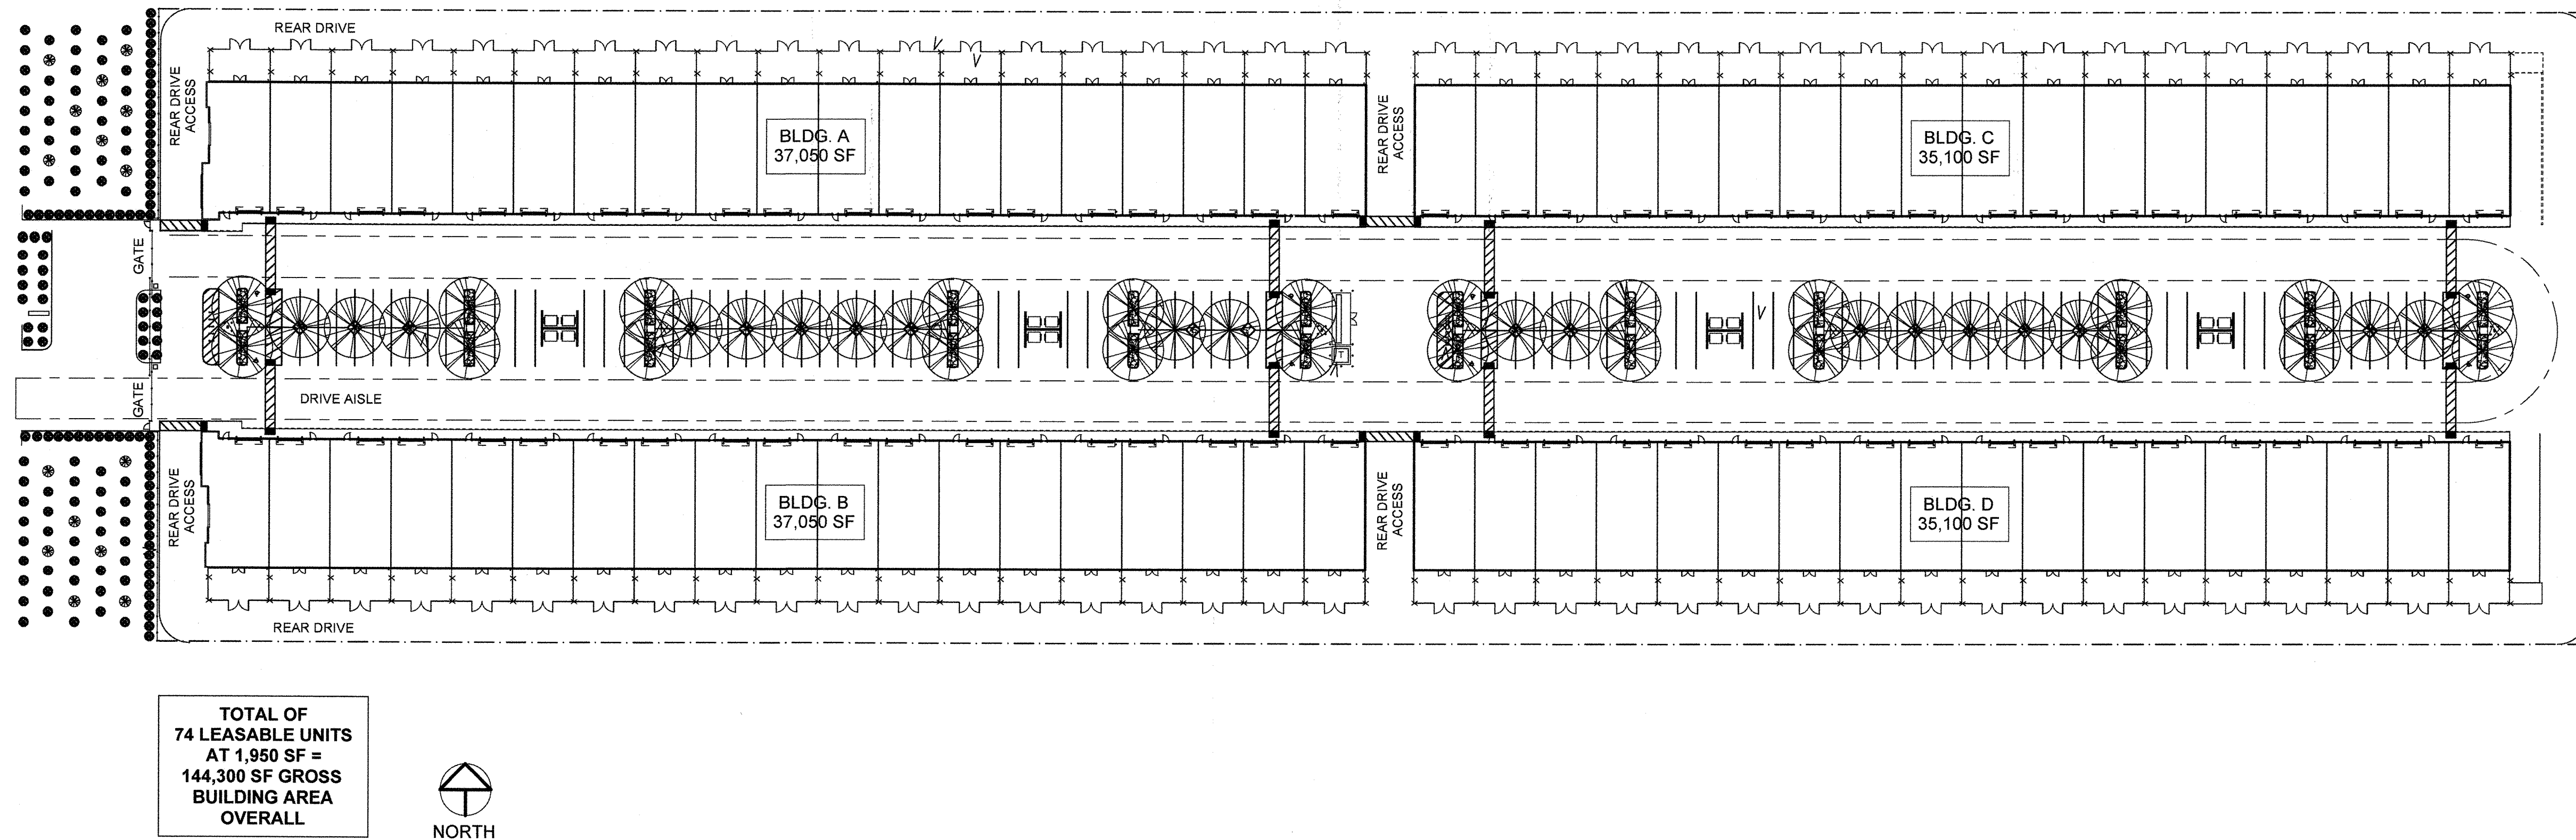 REAR DRIVE
REAR DRIVE
ACCESS
BLDG. A
37,050 SF
REAR DRIVE
ACCESS
BLDG. C
35,100 SF
GATE
T
GATE
DRIVE AISLE
REAR DRIVE
ACCESS
BLDG. B
37,050 SF
REAR DRIVE
ACCESS
BLDG. D
35,100 SF
REAR DRIVE
TOTAL OF
74 LEASABLE UNITS
AT 1,950 SF =
144,300 SF GROSS
BUILDING AREA
OVERALL
NORTH